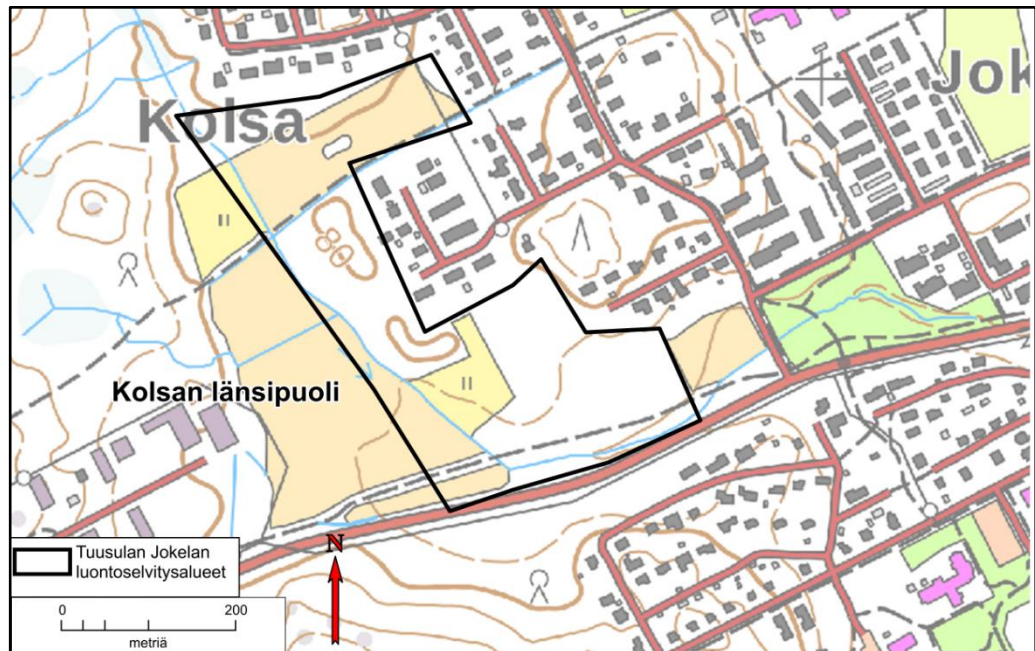 Kolsa
Jok
Kolsan länsipuoli
Tuusulan Jokelan
luontoselvitysalueet
N
0 200
metriä